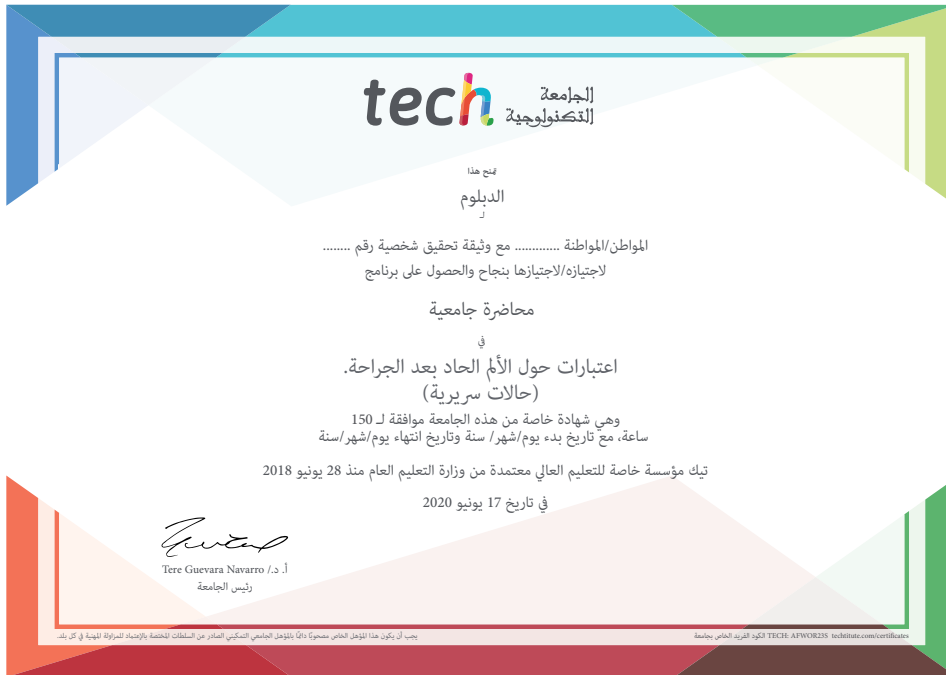 tech الجامعة
التكنولوجية
يمنح هذا
الدبلوم
لـ
المواطن/المواطنة ............ مع وثيقة تحقيق شخصية رقم ........
لاجتيازه/لاجتيازها بنجاح والحصول على برنامج
محاضرة جامعية
في
اعتبارات حول الألم الحاد بعد الجراحة.
(حالات سريرية)
وهي شهادة خاصة من هذه الجامعة موافقة لـ 150
ساعة، مع تاريخ بدء يوم/شهر/ سنة وتاريخ انتهاء يوم/شهر/سنة
تيك مؤسسة خاصة للتعليم العالي معتمدة من وزارة التعليم العام منذ 28 يونيو 2018
في تاريخ 17 يونيو 2020
أ. د./ Tere Guevara Navarro
رئيس الجامعة
يجب أن يكون هذا المؤهل الخاص مصحوبًا دائمًا بالمؤهل الجامعي التمكيني الصادر عن السلطات المختصة بالإعتماد للمزاولة المهنية في كل بلد.
الكود الفريد الخاص بجامعة TECH: AFWOR23S techtitute.com/certificates